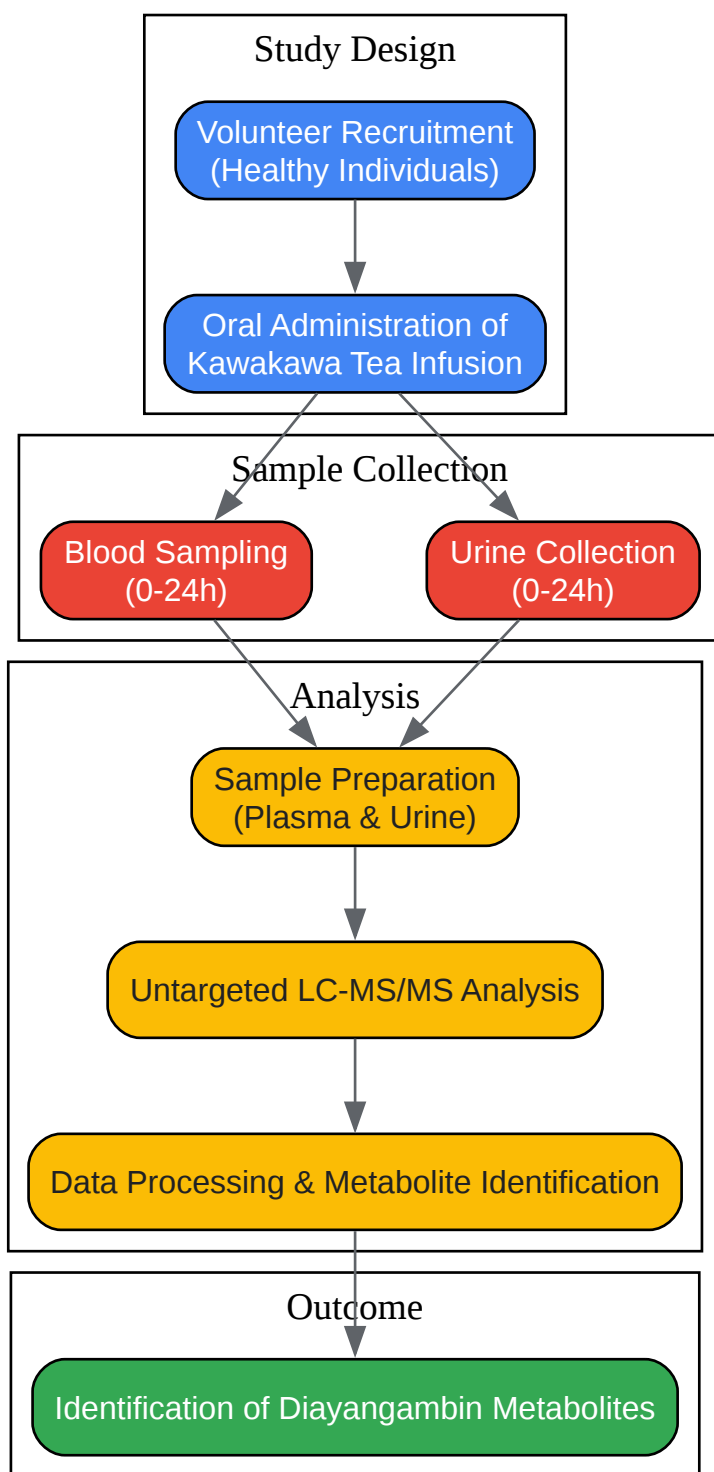 Study Design
Volunteer Recruitment
(Healthy Individuals)
Oral Administration of
Kawakawa Tea Infusion
Sample Collection
Blood Sampling
(0-24h)
Urine Collection
(0-24h)
Analysis
Sample Preparation
(Plasma & Urine)
Untargeted LC-MS/MS Analysis
Data Processing & Metabolite Identification
Outcome
Identification of Diayangambin Metabolites